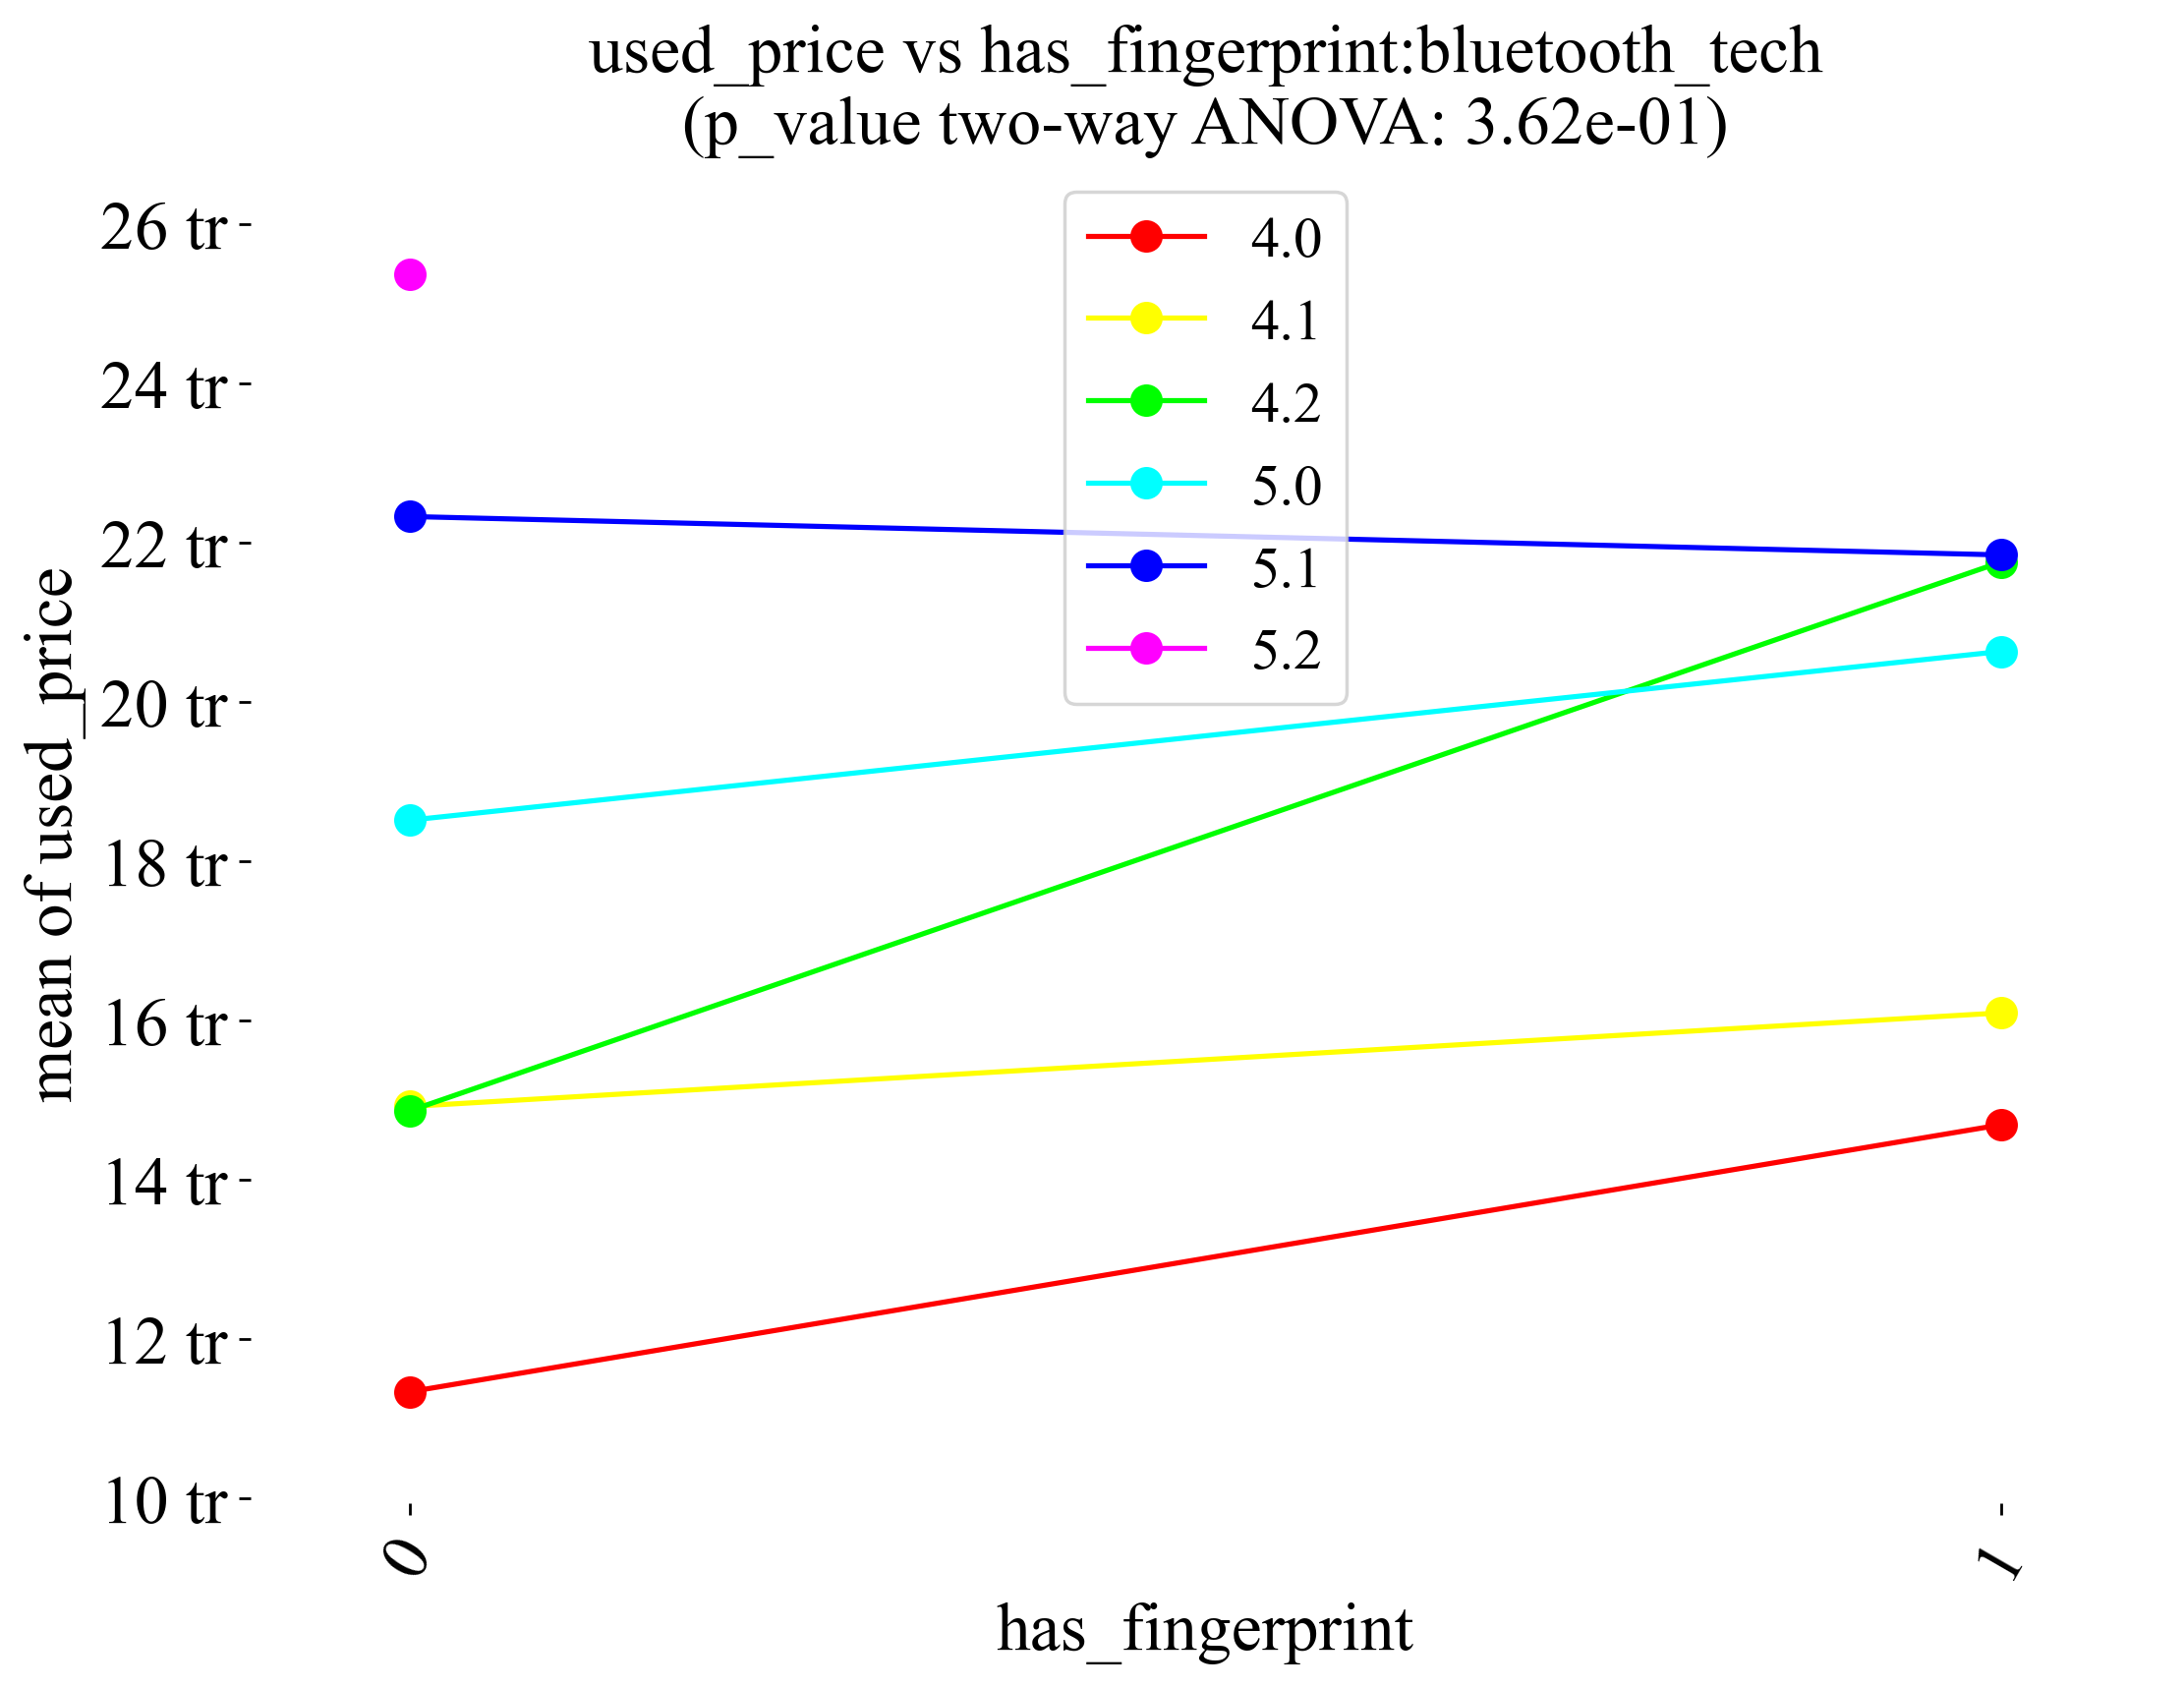 used_price vs has_fingerprint:bluetooth_tech
(p_value two-way ANOVA: 3.62e-01)
26 tr
24 tr
22 tr
20 tr
18 tr
16 tr
14 tr
12 tr
10 tr
mean of used_price
4.0
4.1
4.2
5.0
5.1
5.2
0
1
has_fingerprint